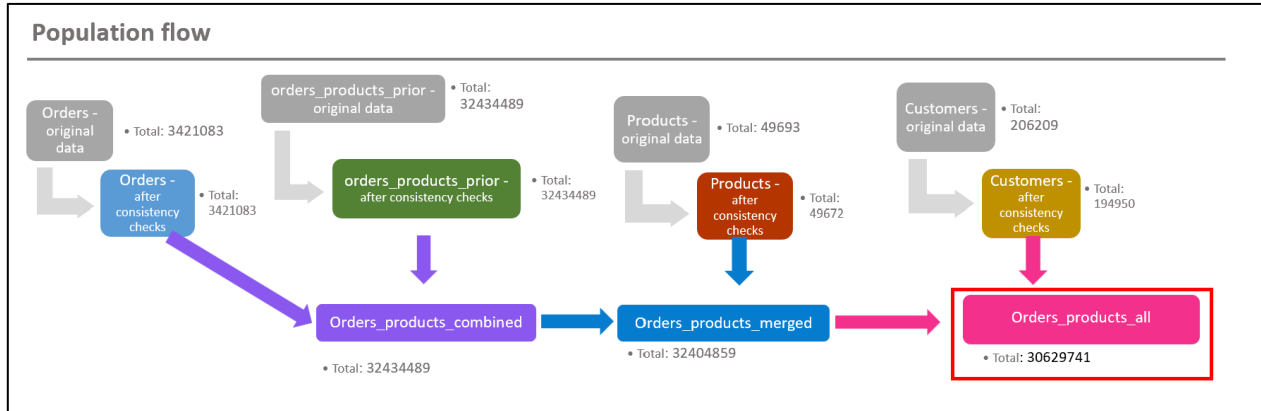 Population flow
Orders -
original
data
• Total: 3421083
orders_products_prior -
original data
• Total:
32434489
Products -
original data
• Total: 49693
Customers -
original data
• Total:
206209
Orders -
after
consistency
checks
• Total:
3421083
orders_products_prior -
after consistency checks
• Total:
32434489
Products -
after
consistency
checks
• Total:
49672
Customers -
after
consistency
checks
• Total:
194950
Orders_products_combined
• Total: 32434489
Orders_products_merged
• Total: 32404859
Orders_products_all
• Total: 30629741